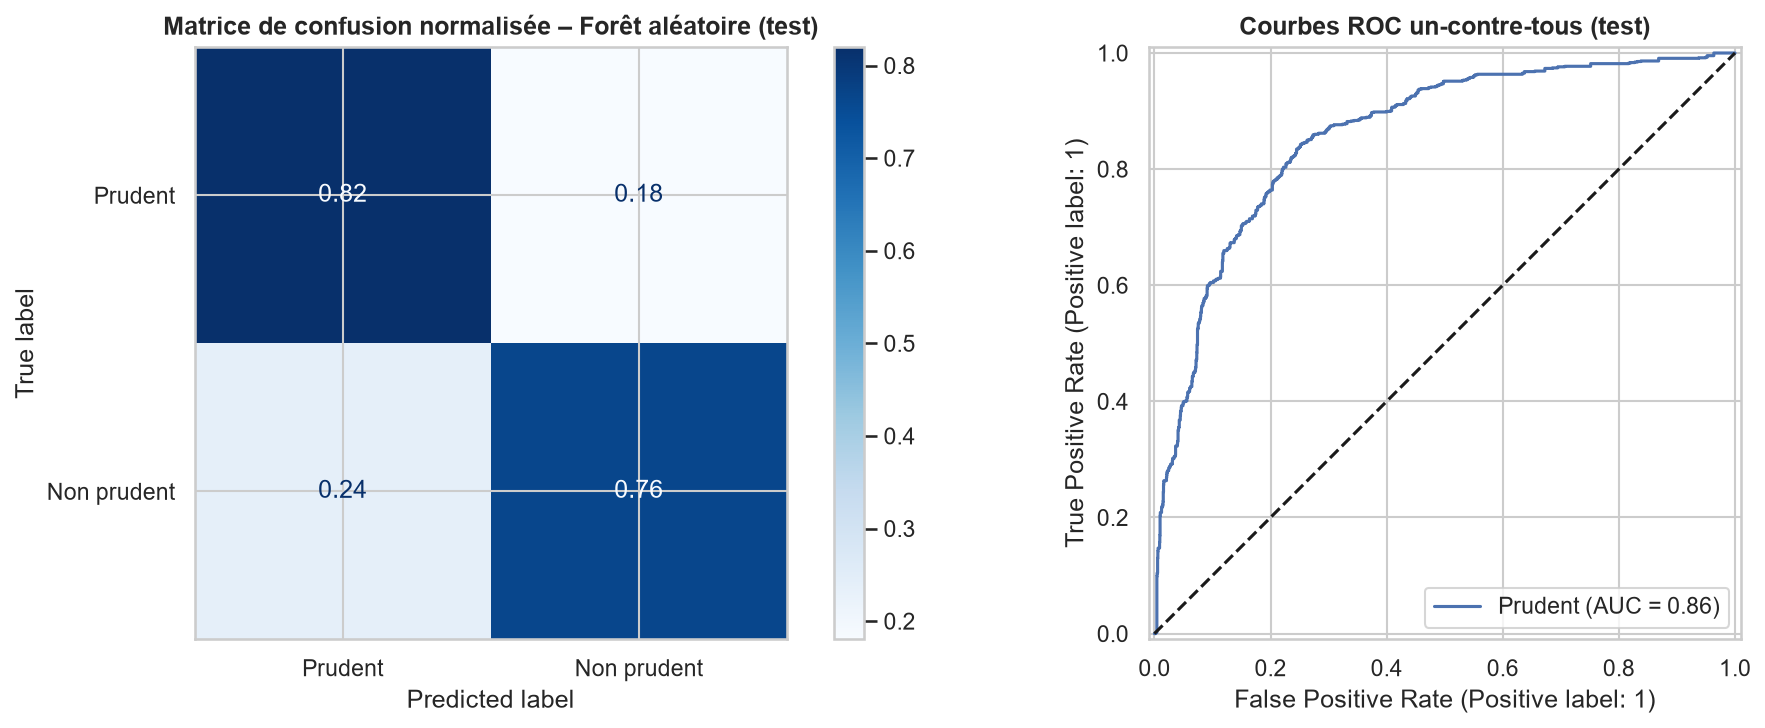 Matrice de confusion normalisée – Forêt aléatoire (test)
True label
Prudent
Non prudent
0.82
0.18
0.24
0.76
Prudent
Non prudent
Predicted label
0.8
0.7
0.6
0.5
0.4
0.3
0.2
Courbes ROC un-contre-tous (test)
True Positive Rate (Positive label: 1)
1.0
0.8
0.6
0.4
0.2
0.0
Prudent (AUC = 0.86)
0.0
0.2
0.4
0.6
0.8
1.0
False Positive Rate (Positive label: 1)